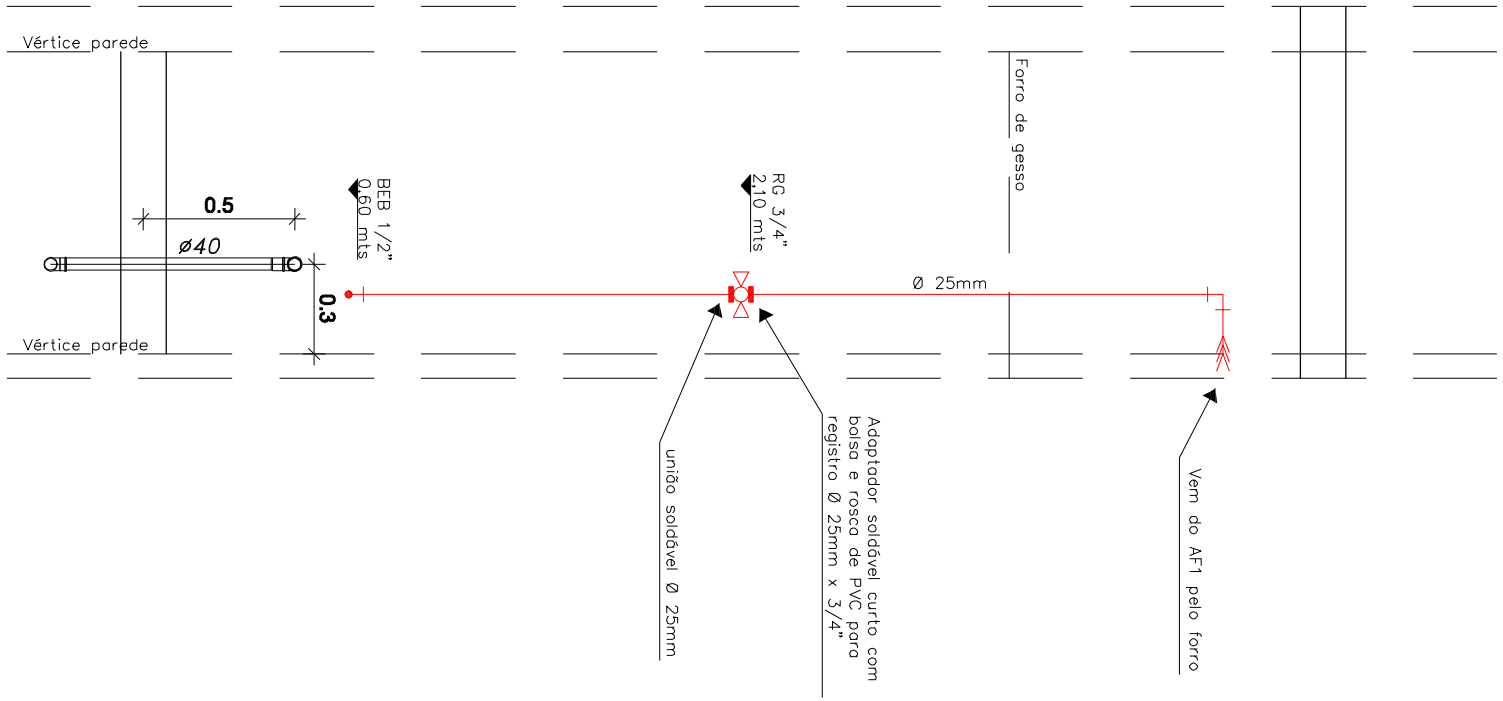 Vértice parede
0.5
ø40
0.3
Vértice parede
BEB 1/2"
0,60 mts
RG 3/4"
2,10 mts
Ø 25mm
Forro de gesso
união soldável Ø 25mm
Adaptador soldável curto com
bolsa e rosca de PVC para
registro Ø 25mm x 3/4"
Vem do AF1 pelo forro